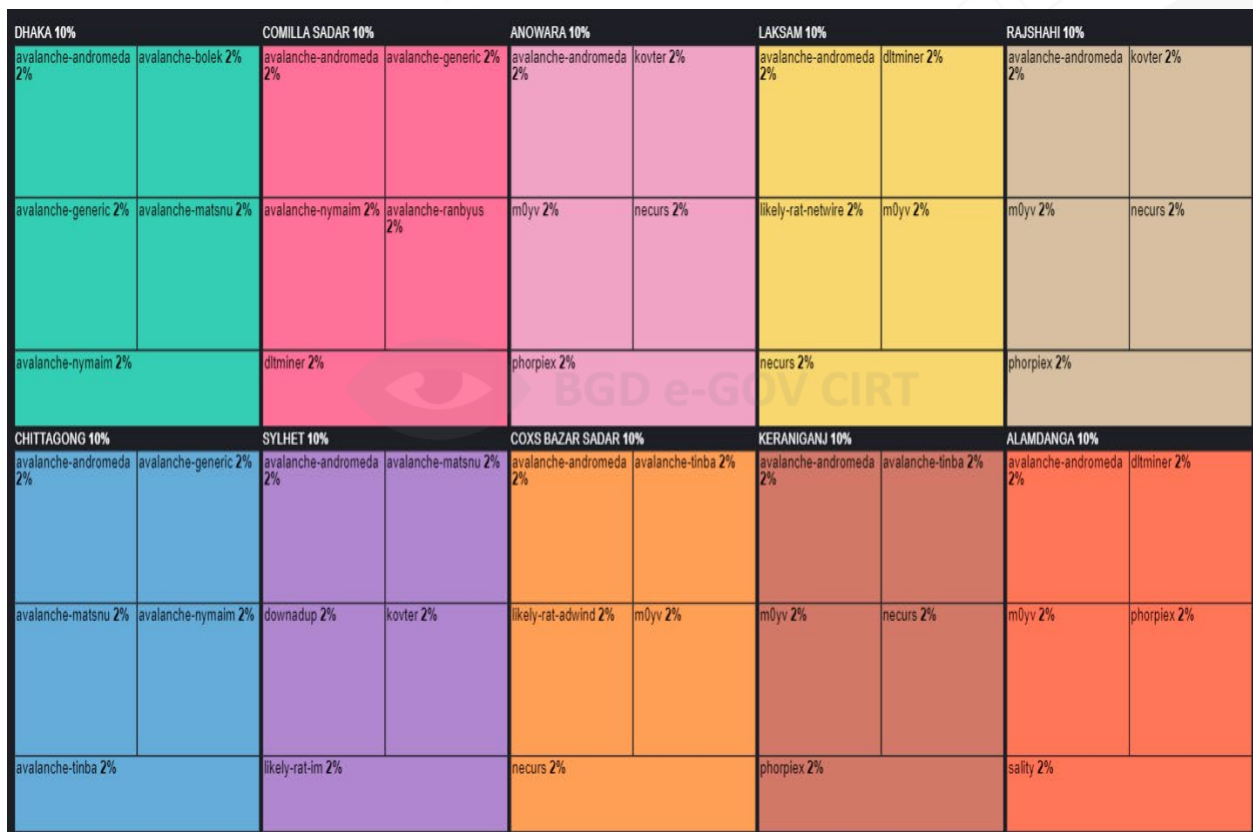 DHAKA 10%
avalanche-andromeda
2%
avalanche-bolek 2%
avalanche-generic 2%
avalanche-matsnu 2%
avalanche-nymaim 2%
COMILLA SADAR 10%
avalanche-andromeda
2%
avalanche-generic 2%
avalanche-nymaim 2%
avalanche-ranbyus
2%
dltminer 2%
ANOWARA 10%
avalanche-andromeda
2%
kovter 2%
m0yv 2%
necurs 2%
phorpiex 2%
LAKSAM 10%
avalanche-andromeda
2%
dltminer 2%
likely-rat-netwire 2%
m0yv 2%
necurs 2%
RAJSHAHI 10%
avalanche-andromeda
2%
kovter 2%
m0yv 2%
necurs 2%
phorpiex 2%
BGD e-GOV CIRT
CHITTAGONG 10%
avalanche-andromeda
2%
avalanche-generic 2%
avalanche-matsnu 2%
avalanche-nymaim 2%
avalanche-tinba 2%
SYLHET 10%
avalanche-andromeda
2%
avalanche-matsnu 2%
downadup 2%
kovter 2%
likely-rat-im 2%
COXS BAZAR SADAR 10%
avalanche-andromeda
2%
avalanche-tinba 2%
likely-rat-adwind 2%
m0yv 2%
necurs 2%
KERANIGANJ 10%
avalanche-andromeda
2%
avalanche-tinba 2%
m0yv 2%
necurs 2%
phorpiex 2%
ALAMDANGA 10%
avalanche-andromeda
2%
dltminer 2%
m0yv 2%
phorpiex 2%
sality 2%